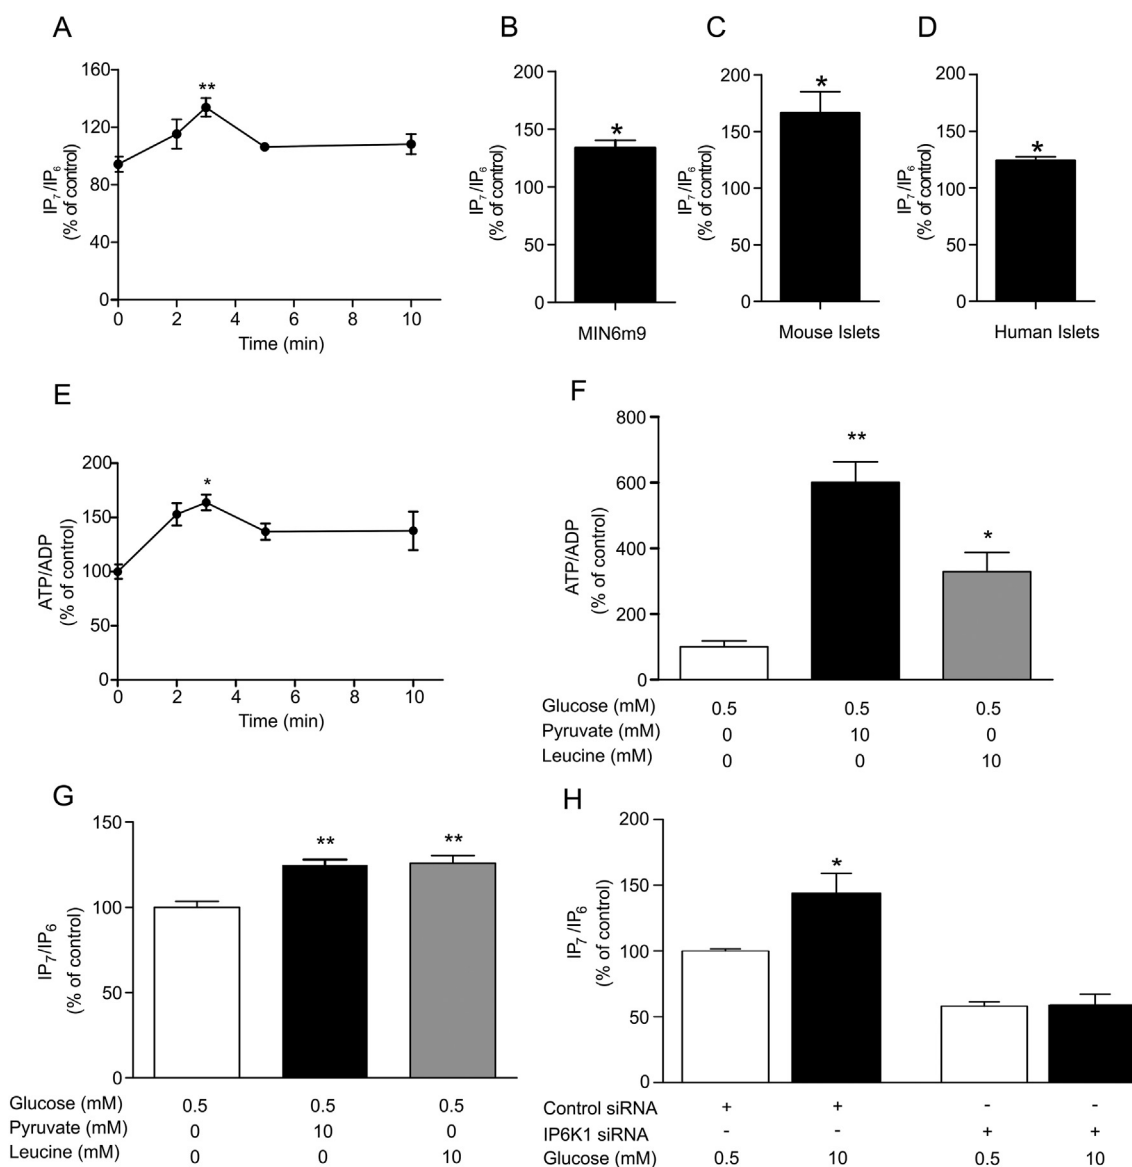 A
160
120
80
40
0
IP₇/IP₆
(% of control)
**
0 2 4 6 8 10
Time (min)
B
200
150
100
50
0
IP₇/IP₆
(% of control)
*
MIN6m9
C
200
150
100
50
0
IP₇/IP₆
(% of control)
*
Mouse Islets
D
200
150
100
50
0
IP₇/IP₆
(% of control)
*
Human Islets
E
200
150
100
50
0
ATP/ADP
(% of control)
*
0 2 4 6 8 10
Time (min)
F
800
600
400
200
0
ATP/ADP
(% of control)
**
*
Glucose (mM) 0.5 0.5 0.5
Pyruvate (mM) 0 10 0
Leucine (mM) 0 0 10
G
150
100
50
0
IP₇/IP₆
(% of control)
**
**
Glucose (mM) 0.5 0.5 0.5
Pyruvate (mM) 0 10 0
Leucine (mM) 0 0 10
H
200
150
100
50
0
IP₇/IP₆
(% of control)
*
Control siRNA + + - -
IP6K1 siRNA - - + +
Glucose (mM) 0.5 10 0.5 10